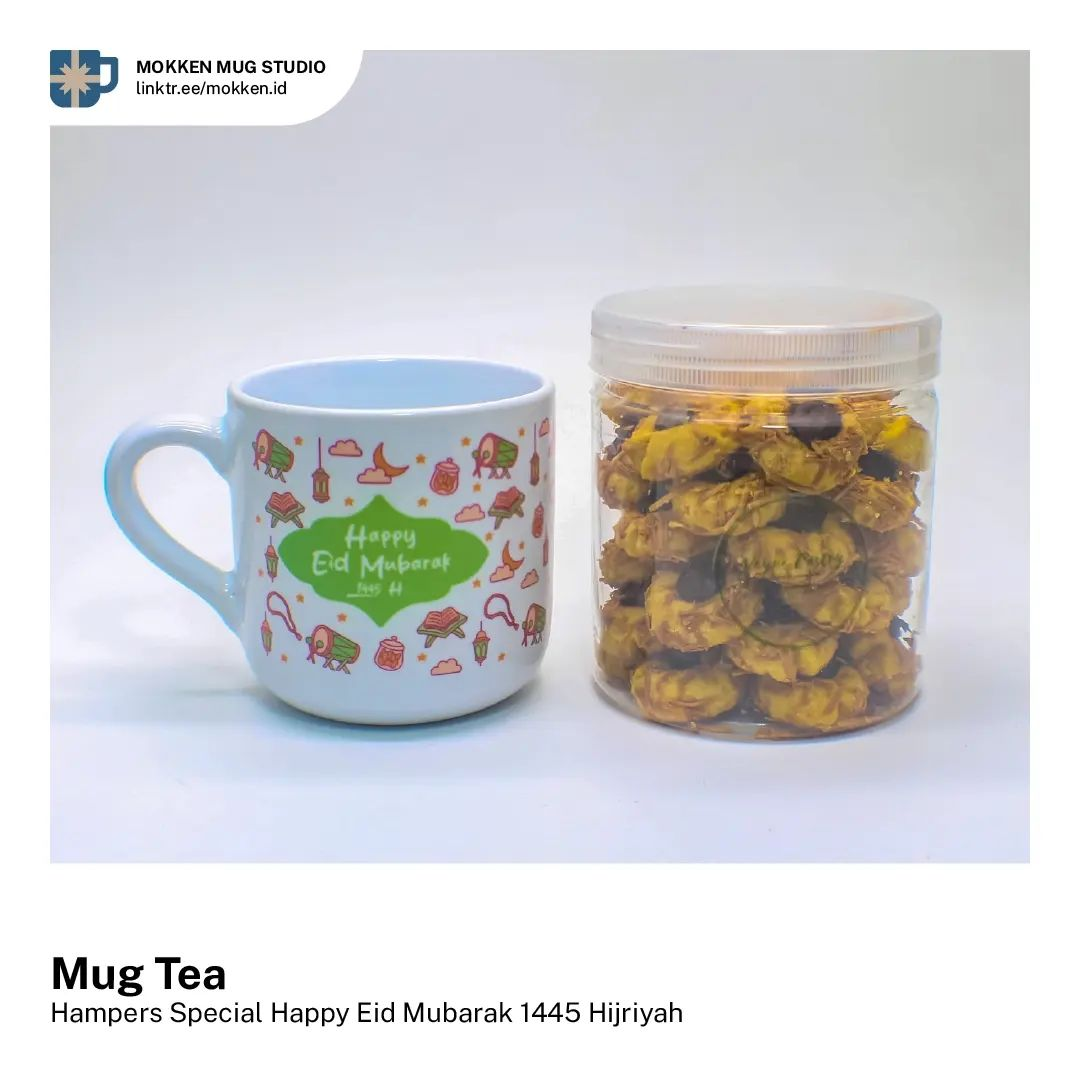 MOKKEN MUG STUDIO
linktr.ee/mokken.id
Happy
Eid Mubarak
1445 H
Mug Tea
Hampers Special Happy Eid Mubarak 1445 Hijriyah